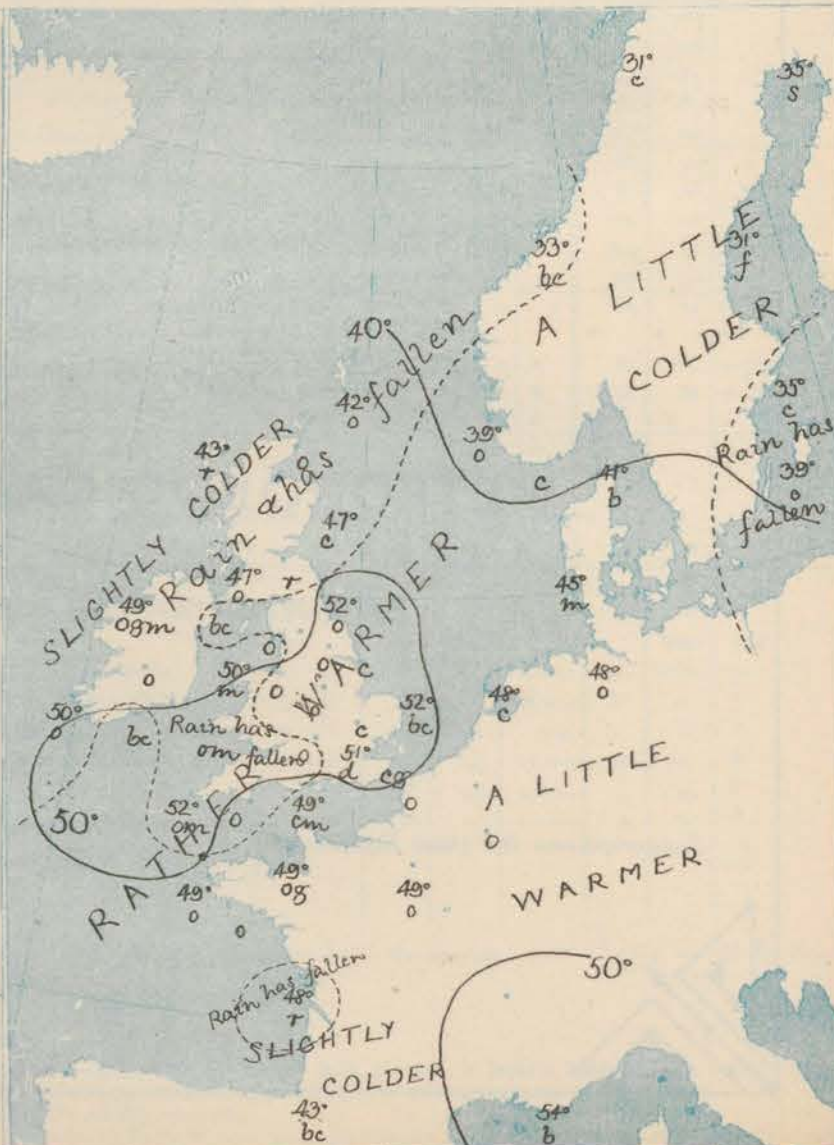 31°
c
35°
s
33°
bc
31°
f
A LITTLE
COLDER
40°
fallen
42°
o
39°
o
35°
c
Rain has
39°
o
fallen
c
41°
b
43°
r
SLIGHTLY COLDER
Rain has
47°
c
47°
o
r
49°
ogm
bc
45°
m
52°
o
RATHER WARMER
o
50°
m
o
o
c
o
50°
o
bc
Rain has
om fallen
c
52°
bc
48°
c
48°
o
51°
d
cg
50°
52°
om
o
49°
cm
o
A LITTLE
o
WARMER
49°
o
49°
og
49°
o
o
50°
Rain has fallen
48°
r
SLIGHTLY
COLDER
43°
bc
54°
b